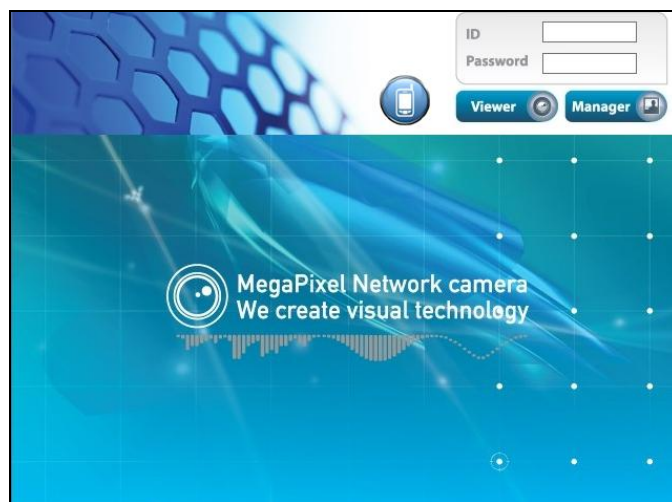 ID
Password
Viewer
Manager
MegaPixel Network camera
We create visual technology